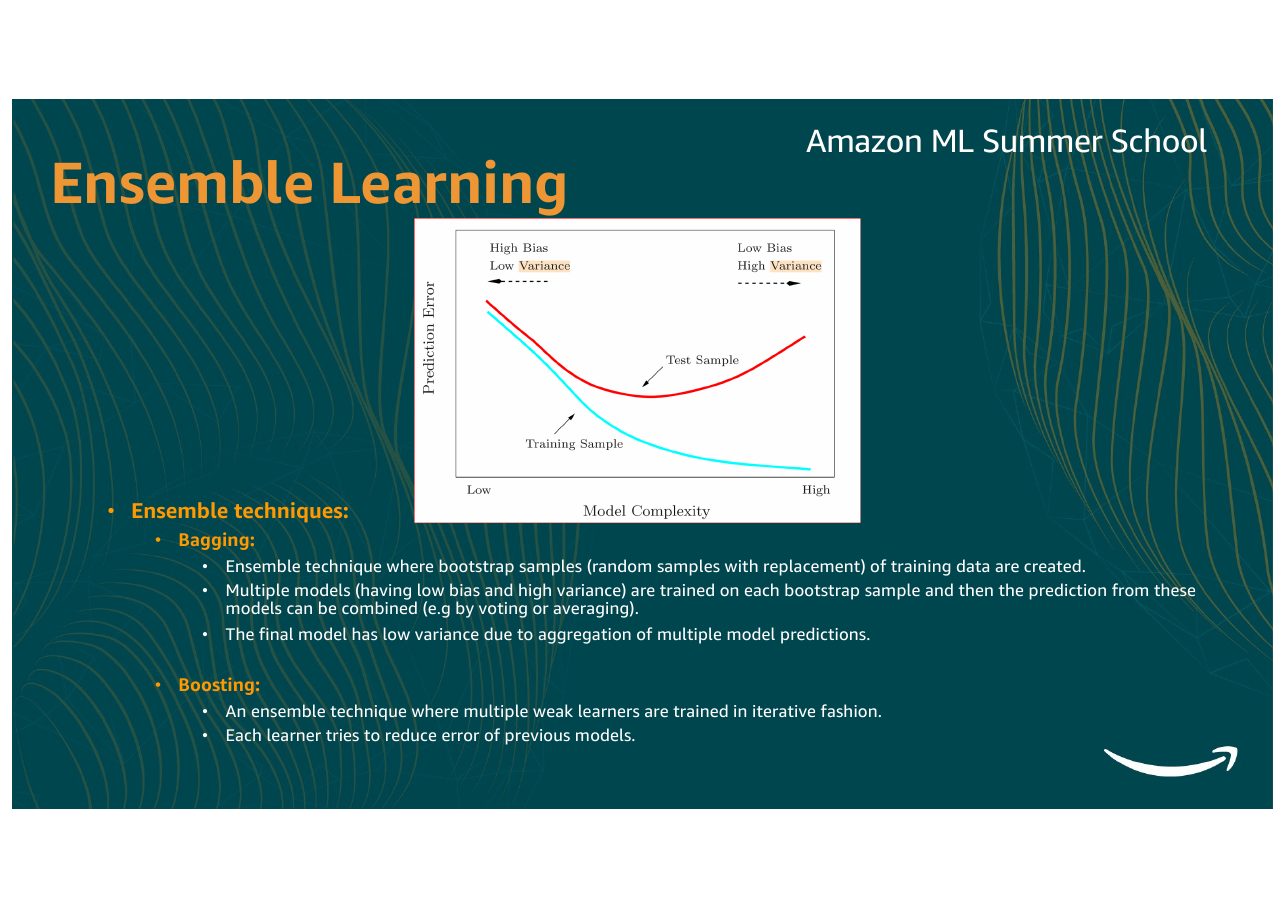 Amazon ML Summer School
Ensemble Learning
High Bias
Low Variance
Low Bias
High Variance
Prediction Error
Test Sample
Training Sample
Low
High
Model Complexity
• Ensemble techniques:
• Bagging:
• Ensemble technique where bootstrap samples (random samples with replacement) of training data are created.
• Multiple models (having low bias and high variance) are trained on each bootstrap sample and then the prediction from these
models can be combined (e.g by voting or averaging).
• The final model has low variance due to aggregation of multiple model predictions.
• Boosting:
• An ensemble technique where multiple weak learners are trained in iterative fashion.
• Each learner tries to reduce error of previous models.